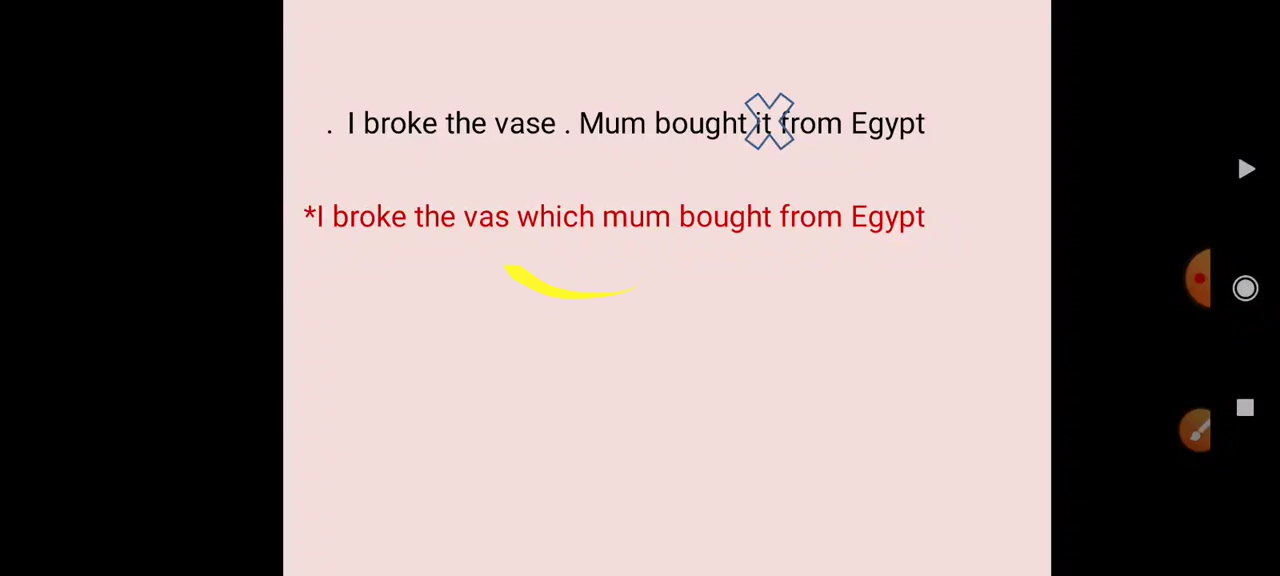 . I broke the vase . Mum bought it from Egypt
*I broke the vas which mum bought from Egypt